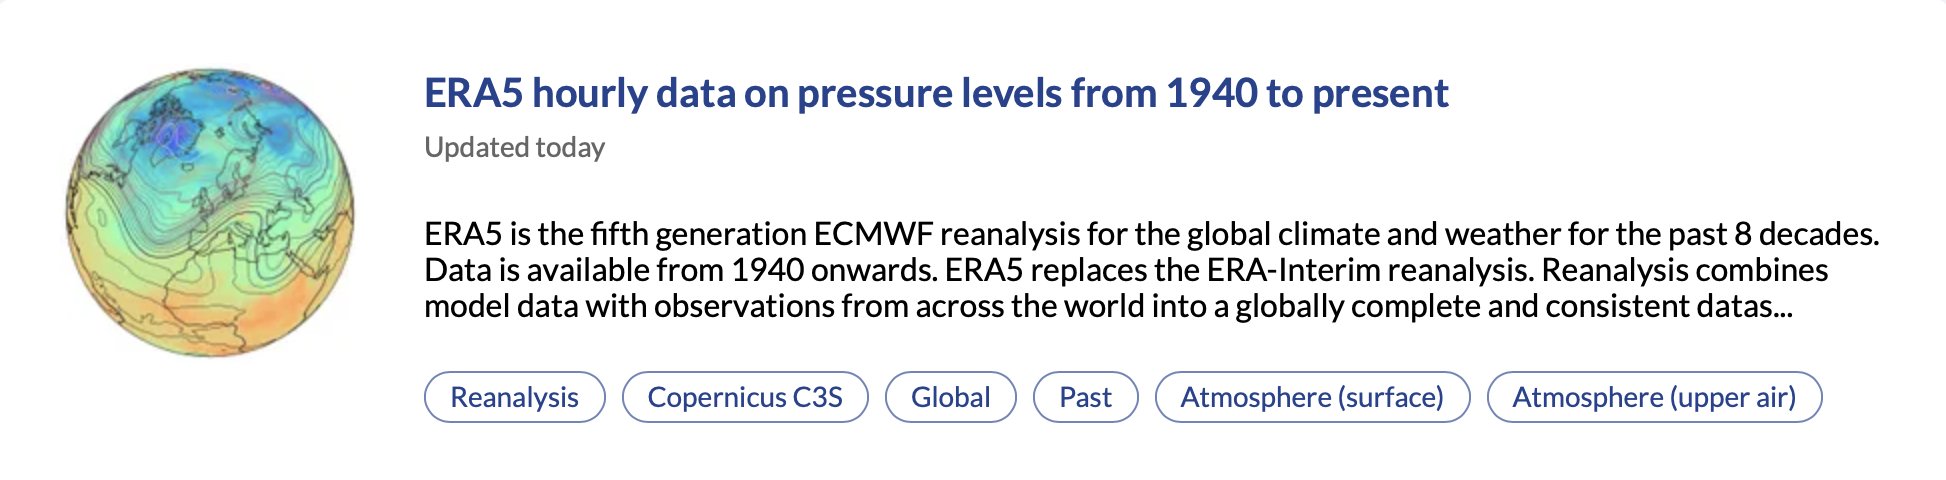 ERA5 hourly data on pressure levels from 1940 to present
Updated today
ERA5 is the fifth generation ECMWF reanalysis for the global climate and weather for the past 8 decades.
Data is available from 1940 onwards. ERA5 replaces the ERA-Interim reanalysis. Reanalysis combines
model data with observations from across the world into a globally complete and consistent datas...
Reanalysis Copernicus C3S Global Past Atmosphere (surface) Atmosphere (upper air)